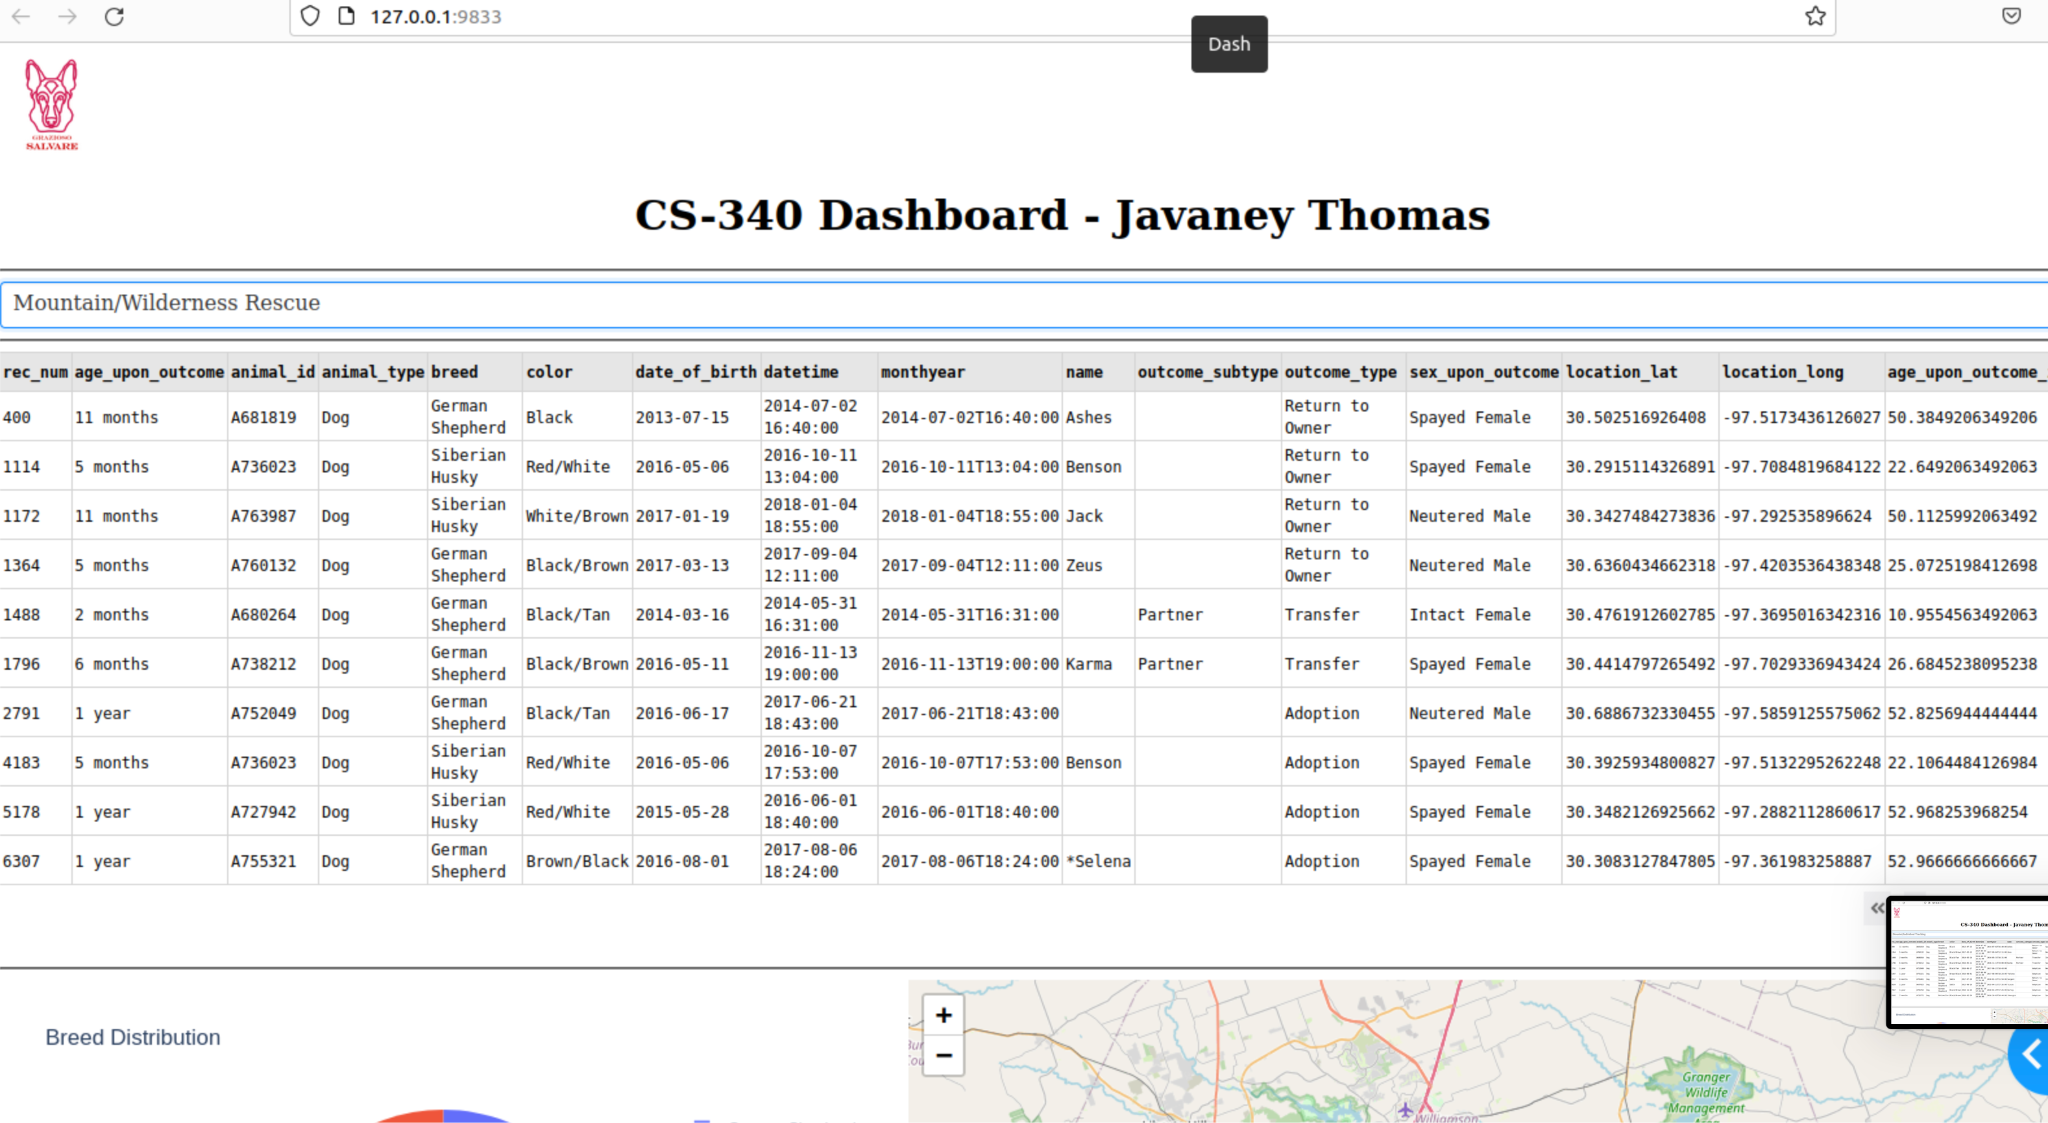 127.0.0.1:9833
Dash
GRAZIOSO
SALVARE
CS-340 Dashboard - Javaney Thomas
Mountain/Wilderness Rescue
rec_num age_upon_outcome animal_id animal_type breed color date_of_birth datetime monthyear name outcome_subtype outcome_type sex_upon_outcome location_lat location_long age_upon_outcome_
400 11 months A681819 Dog German Shepherd Black 2013-07-15 2014-07-02 16:40:00 2014-07-02T16:40:00 Ashes Return to Owner Spayed Female 30.502516926408 -97.5173436126027 50.3849206349206
1114 5 months A736023 Dog Siberian Husky Red/White 2016-05-06 2016-10-11 13:04:00 2016-10-11T13:04:00 Benson Return to Owner Spayed Female 30.2915114326891 -97.7084819684122 22.6492063492063
1172 11 months A763987 Dog Siberian Husky White/Brown 2017-01-19 2018-01-04 18:55:00 2018-01-04T18:55:00 Jack Return to Owner Neutered Male 30.3427484273836 -97.292535896624 50.1125992063492
1364 5 months A760132 Dog German Shepherd Black/Brown 2017-03-13 2017-09-04 12:11:00 2017-09-04T12:11:00 Zeus Return to Owner Neutered Male 30.6360434662318 -97.4203536438348 25.0725198412698
1488 2 months A680264 Dog German Shepherd Black/Tan 2014-03-16 2014-05-31 16:31:00 2014-05-31T16:31:00 Partner Transfer Intact Female 30.4761912602785 -97.3695016342316 10.9554563492063
1796 6 months A738212 Dog German Shepherd Black/Brown 2016-05-11 2016-11-13 19:00:00 2016-11-13T19:00:00 Karma Partner Transfer Spayed Female 30.4414797265492 -97.7029336943424 26.6845238095238
2791 1 year A752049 Dog German Shepherd Black/Tan 2016-06-17 2017-06-21 18:43:00 2017-06-21T18:43:00 Adoption Neutered Male 30.6886732330455 -97.5859125575062 52.8256944444444
4183 5 months A736023 Dog Siberian Husky Red/White 2016-05-06 2016-10-07 17:53:00 2016-10-07T17:53:00 Benson Adoption Spayed Female 30.3925934800827 -97.5132295262248 22.1064484126984
5178 1 year A727942 Dog Siberian Husky Red/White 2015-05-28 2016-06-01 18:40:00 2016-06-01T18:40:00 Adoption Spayed Female 30.3482126925662 -97.2882112860617 52.968253968254
6307 1 year A755321 Dog German Shepherd Brown/Black 2016-08-01 2017-08-06 18:24:00 2017-08-06T18:24:00 *Selena Adoption Spayed Female 30.3083127847805 -97.361983258887 52.9666666666667
«
CS-340 Dashboard - Javaney Thom
Breed Distribution
+
−
Granger
Wildlife
Management
Williamson